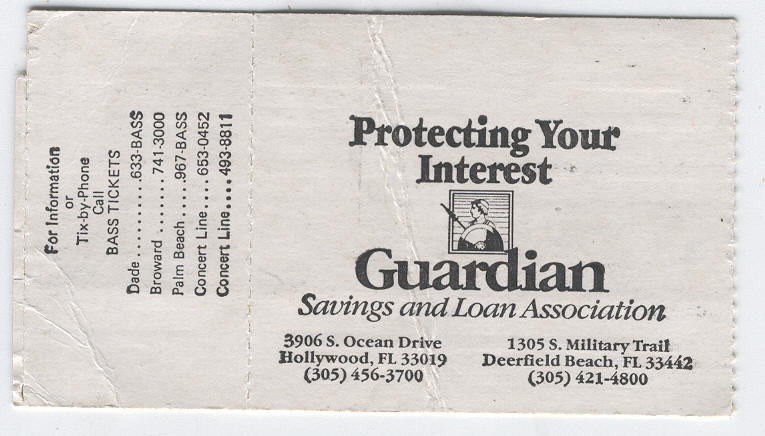 For Information
or
Tix-by-Phone
Call
BASS TICKETS
Dade ...........633-BASS
Broward ........741-3000
Palm Beach ......967-BASS
Concert Line.....653-0452
Concert Line.....493-8811
Protecting Your
Interest
Guardian
Savings and Loan Association
3906 S. Ocean Drive
Hollywood, FL 33019
(305) 456-3700
1305 S. Military Trail
Deerfield Beach, FL 33442
(305) 421-4800